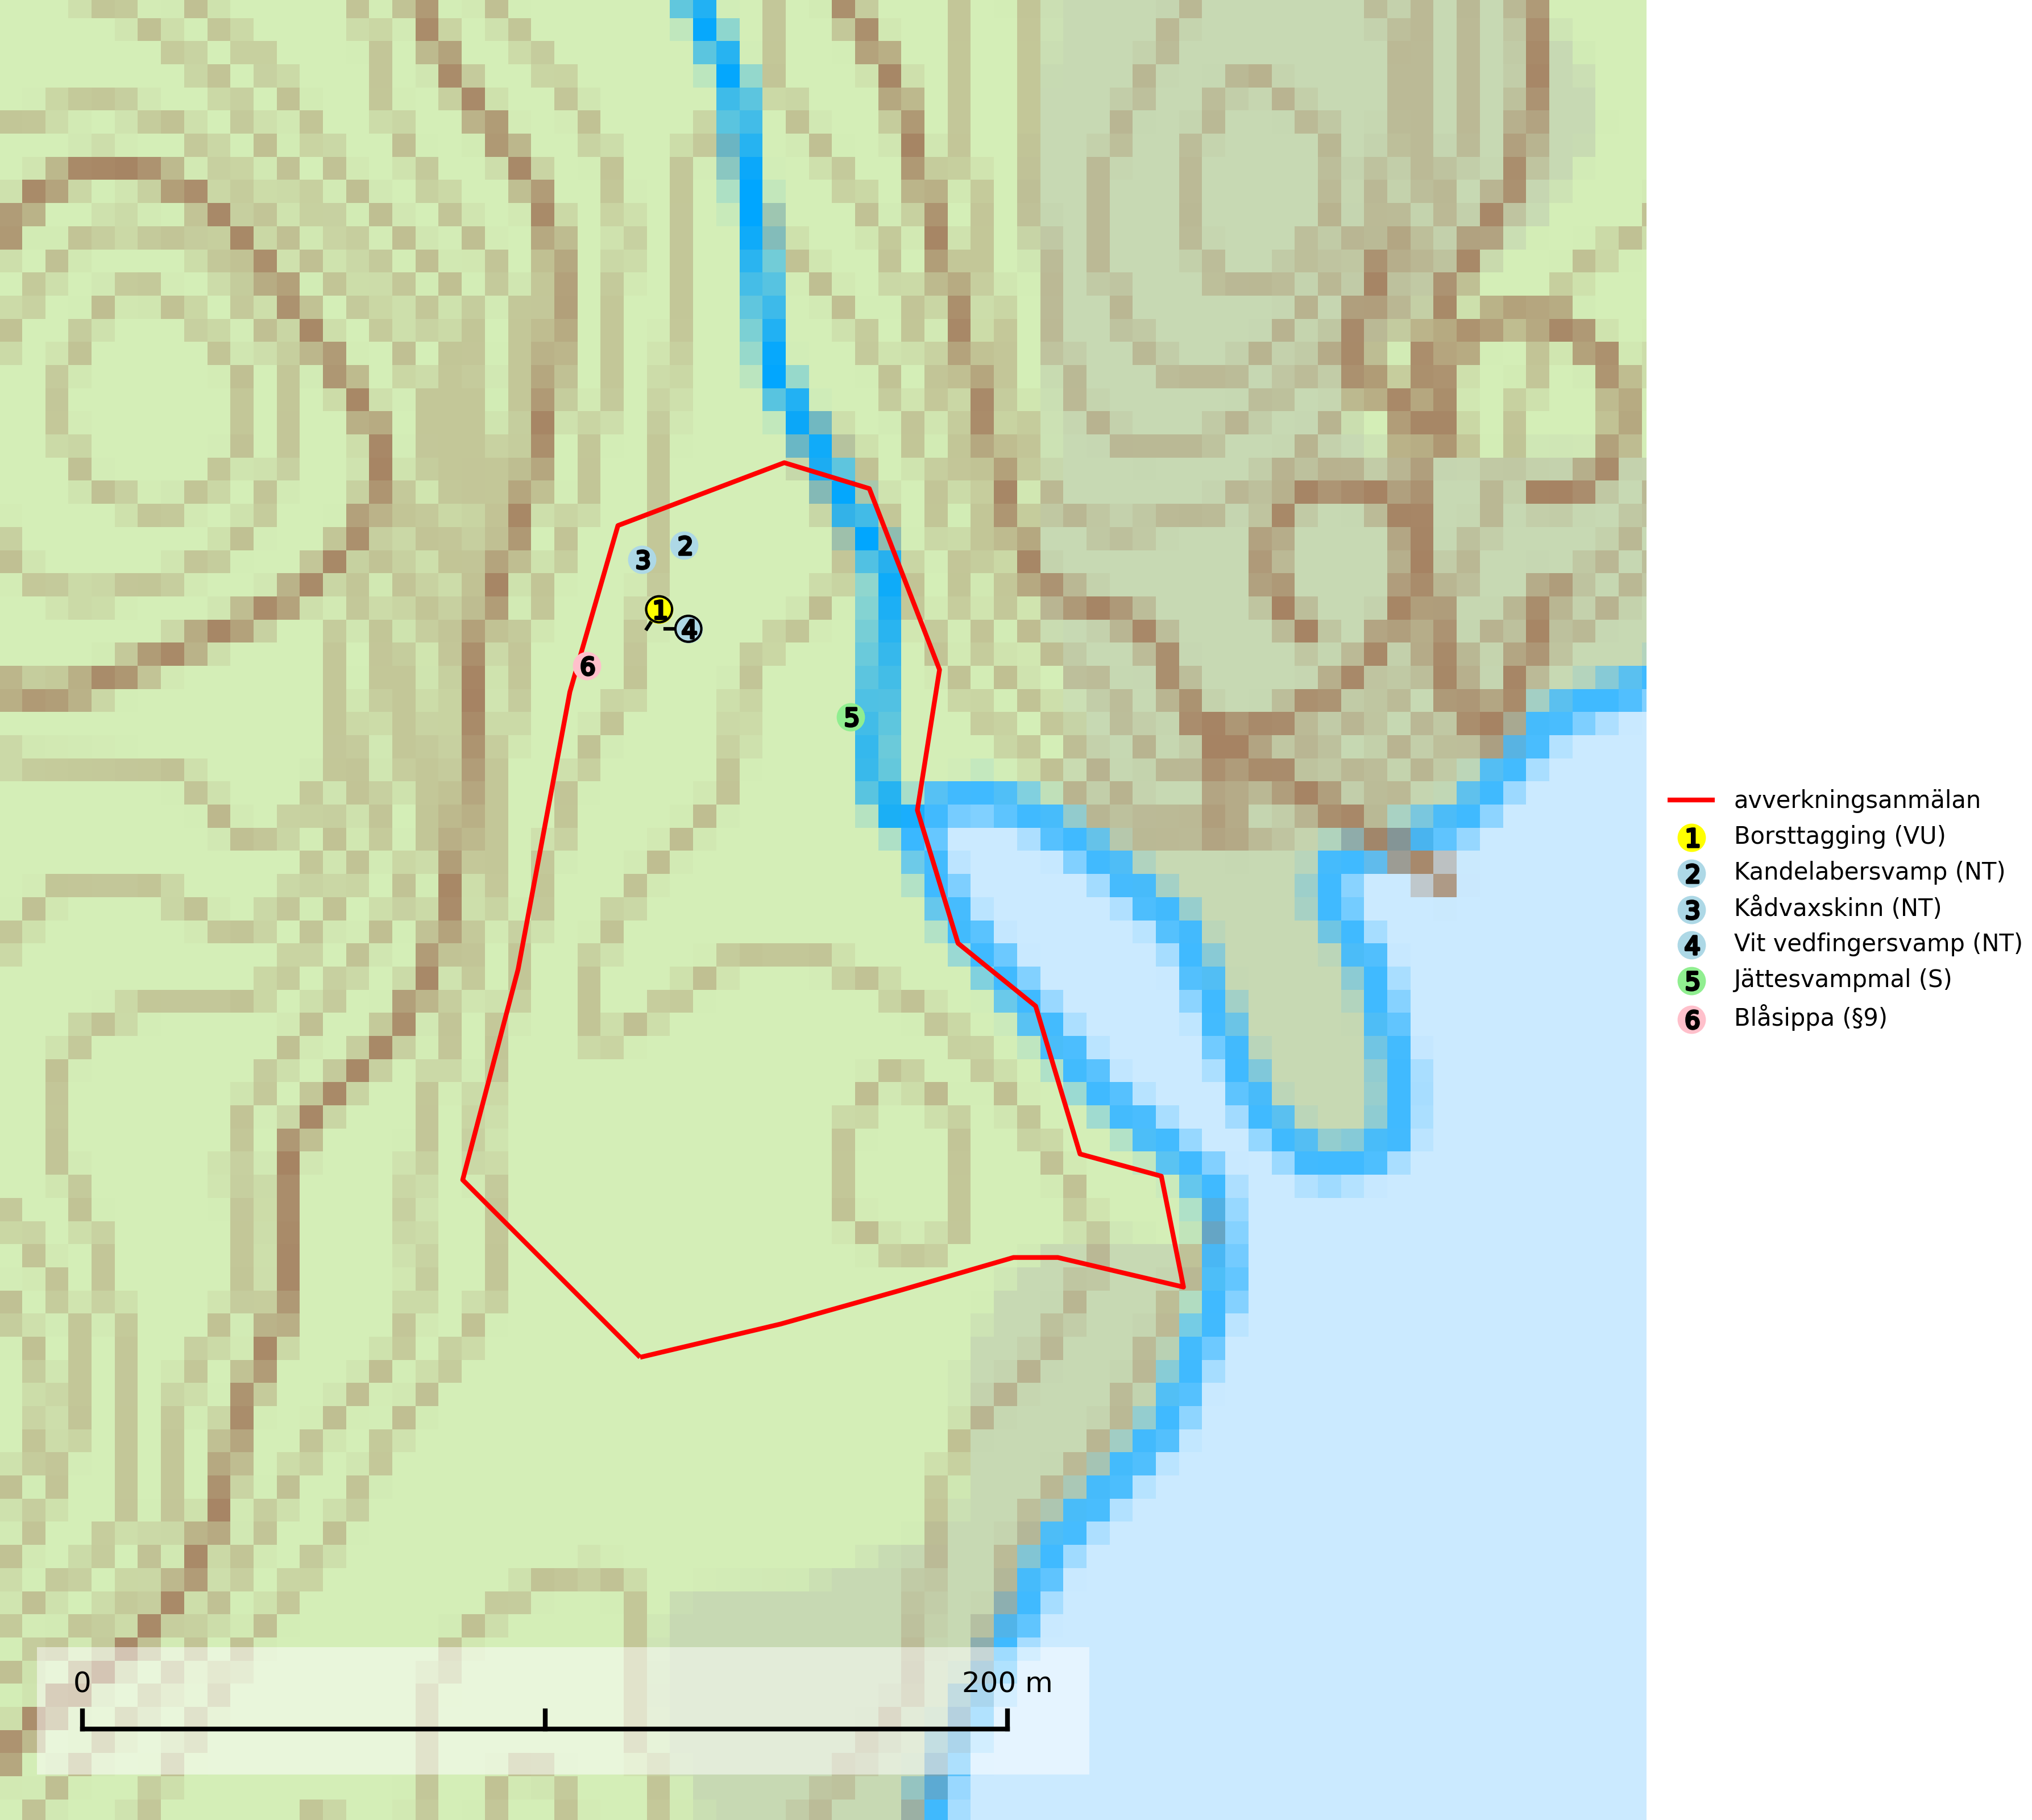 2
3
1
4
6
5
avverkningsanmälan
1 Borsttagging (VU)
2 Kandelabersvamp (NT)
3 Kådvaxskinn (NT)
4 Vit vedfingersvamp (NT)
5 Jättesvampmal (S)
6 Blåsippa (§9)
0 200 m